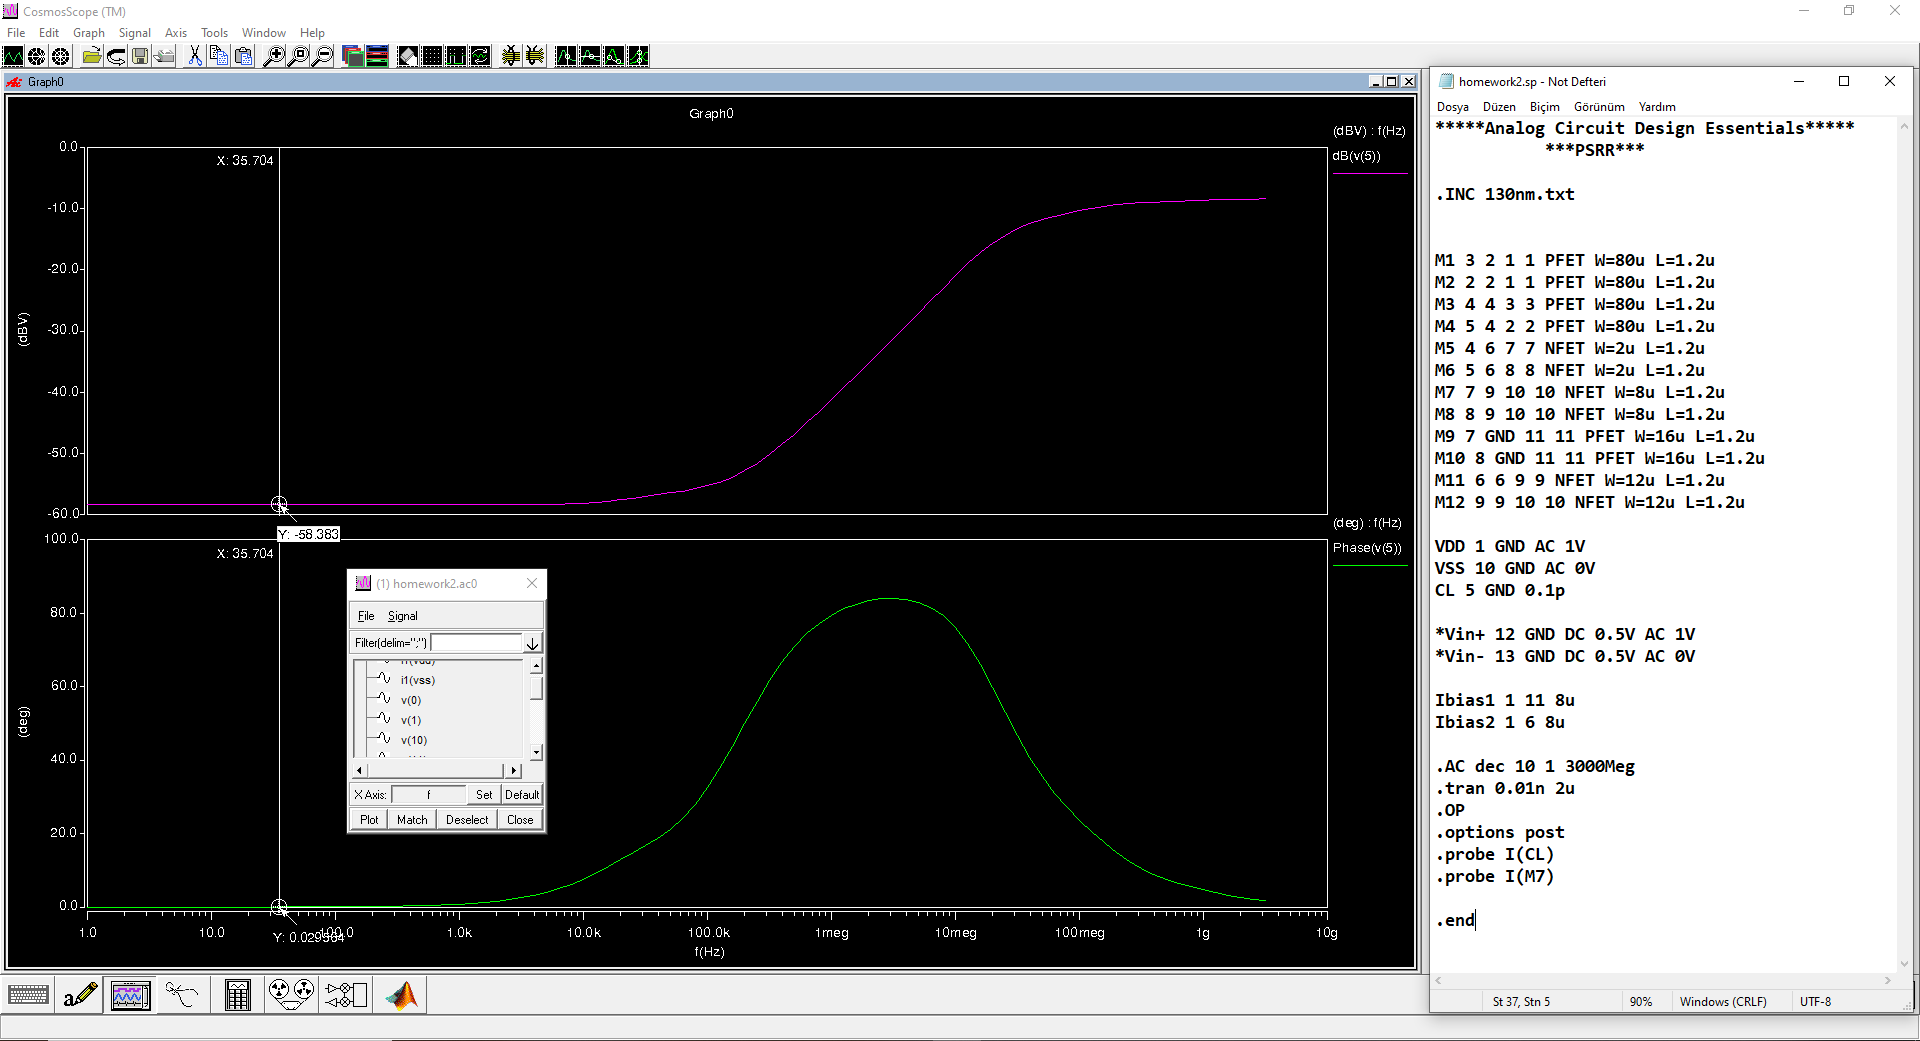 CosmosScope (TM)
File Edit Graph Signal Axis Tools Window Help
Graph0
Graph0
(dBV) : f(Hz)
dB(v(5))
0.0
-10.0
-20.0
-30.0
-40.0
-50.0
-60.0
(dBV)
X: 35.704
Y: -58.383
(deg) : f(Hz)
Phase(v(5))
100.0
80.0
60.0
40.0
20.0
0.0
(deg)
X: 35.704
1.0 10.0 100.0 1.0k 10.0k 100.0k 1meg 10meg 100meg 1g 10g
f(Hz)
(1) homework2.ac0
File Signal
Filter(delim=";")
i1(vss)
v(0)
v(1)
v(10)
X Axis: f Set Default
Plot Match Deselect Close
homework2.sp - Not Defteri
Dosya Düzen Biçim Görünüm Yardım
*****Analog Circuit Design Essentials*****
***PSRR***
.INC 130nm.txt
M1 3 2 1 1 PFET W=80u L=1.2u
M2 2 2 1 1 PFET W=80u L=1.2u
M3 4 4 3 3 PFET W=80u L=1.2u
M4 5 4 2 2 PFET W=80u L=1.2u
M5 4 6 7 7 NFET W=2u L=1.2u
M6 5 6 8 8 NFET W=2u L=1.2u
M7 7 9 10 10 NFET W=8u L=1.2u
M8 8 9 10 10 NFET W=8u L=1.2u
M9 7 GND 11 11 PFET W=16u L=1.2u
M10 8 GND 11 11 PFET W=16u L=1.2u
M11 6 6 9 9 NFET W=12u L=1.2u
M12 9 9 10 10 NFET W=12u L=1.2u
VDD 1 GND AC 1V
VSS 10 GND AC 0V
CL 5 GND 0.1p
*Vin+ 12 GND DC 0.5V AC 1V
*Vin- 13 GND DC 0.5V AC 0V
Ibias1 1 11 8u
Ibias2 1 6 8u
.AC dec 10 1 3000Meg
.tran 0.01n 2u
.OP
.options post
.probe I(CL)
.probe I(M7)
.end
St 37, Stn 5 90% Windows (CRLF) UTF-8